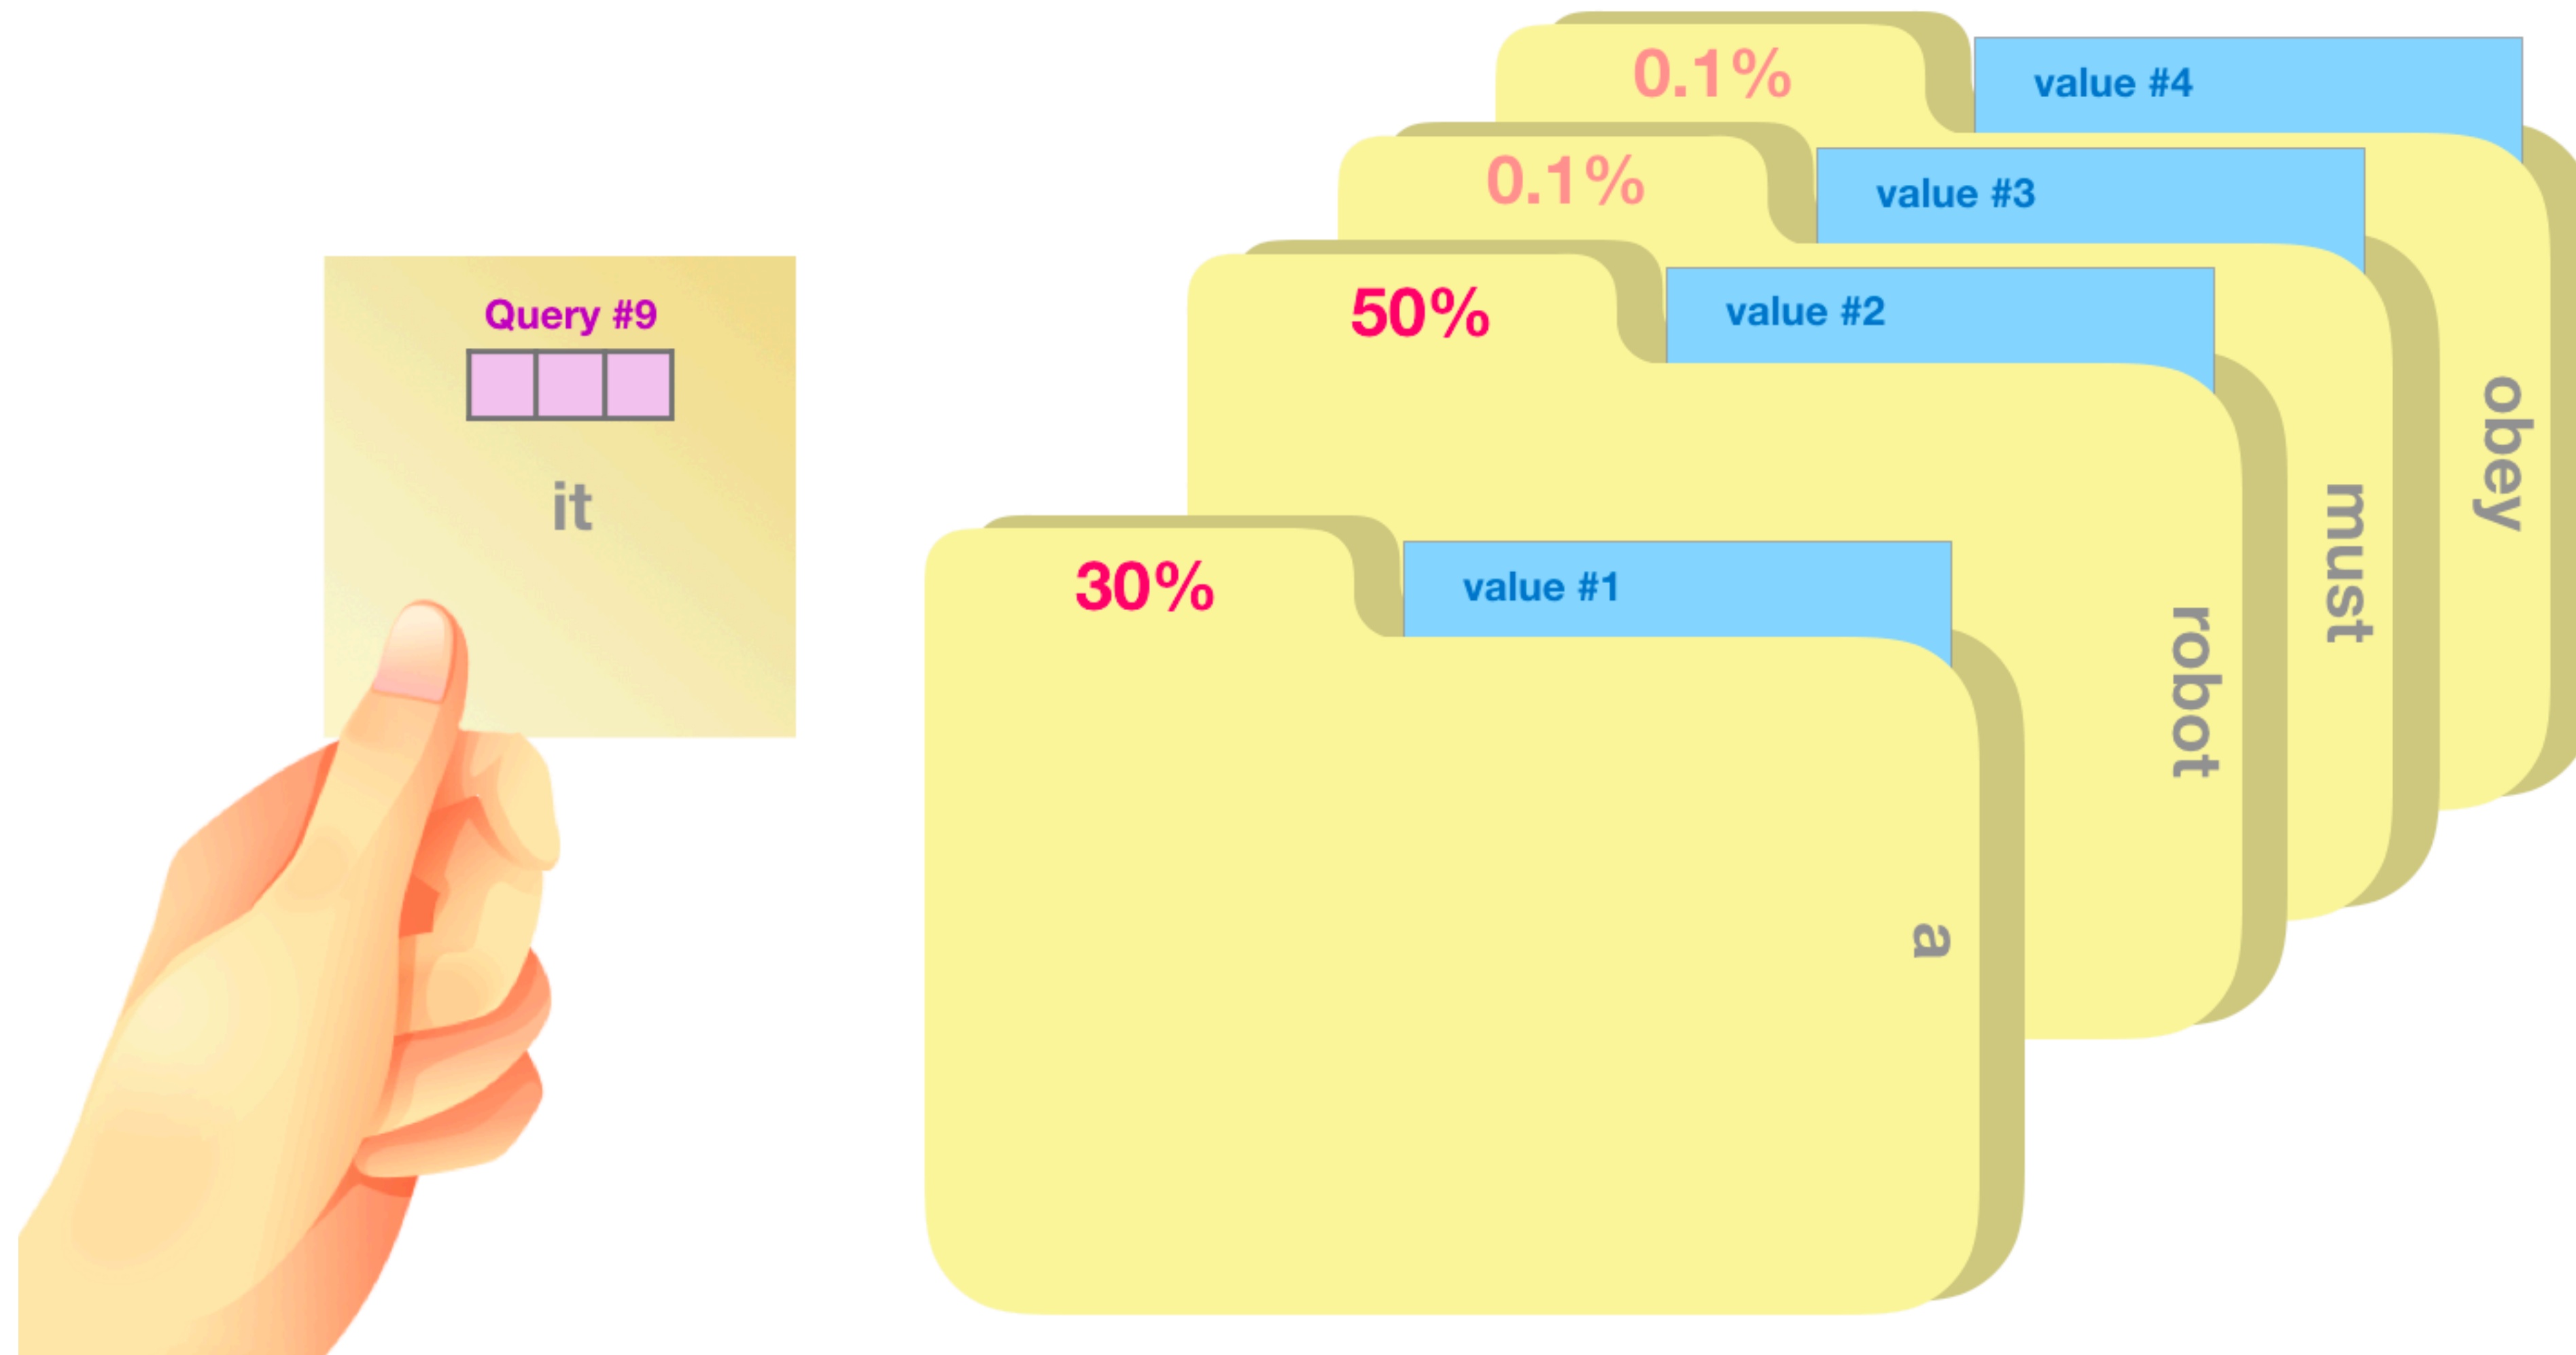 Query #9
it
0.1%
value #4
obey
0.1%
value #3
must
50%
value #2
robot
30%
value #1
a